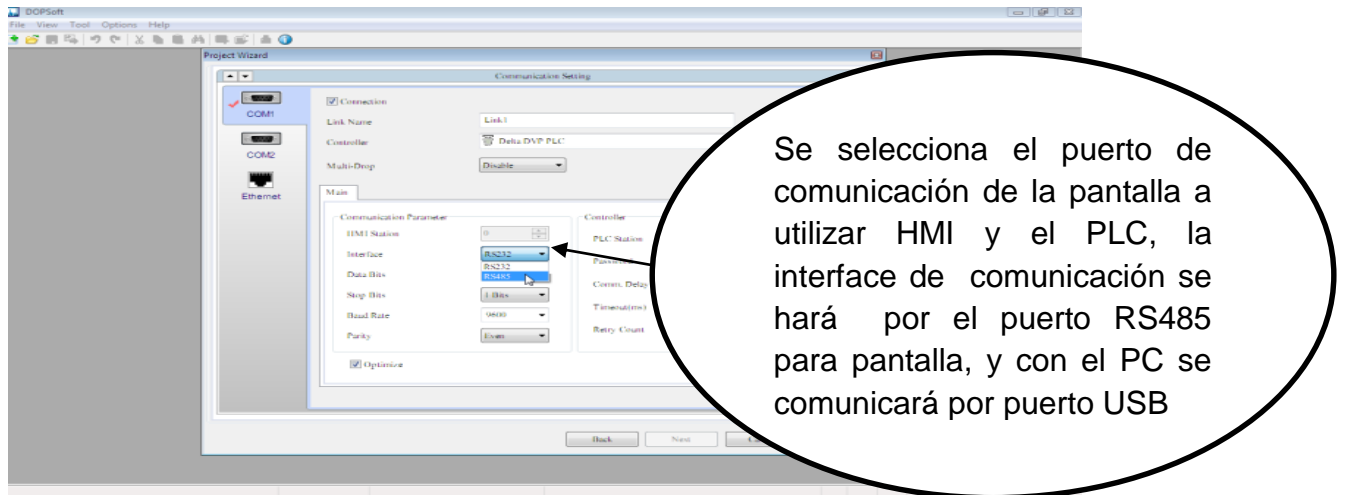 DOPSoft
File View Tool Options Help
Project Wizard
Communication Setting
COM1
COM2
Ethernet
Connection
Link Name Link1
Controller Delta DVP PLC
Multi-Drop Disable
Main
Communication Parameter
HMI Station 0
Interface RS232
RS232
RS485
Data Bits
Stop Bits 1 Bits
Baud Rate 9600
Parity Even
Optimize
Controller
PLC Station
Password
Comm. Delay
Timeout(ms)
Retry Count
Back Next
Se selecciona el puerto de
comunicación de la pantalla a
utilizar HMI y el PLC, la
interface de comunicación se
hará por el puerto RS485
para pantalla, y con el PC se
comunicará por puerto USB